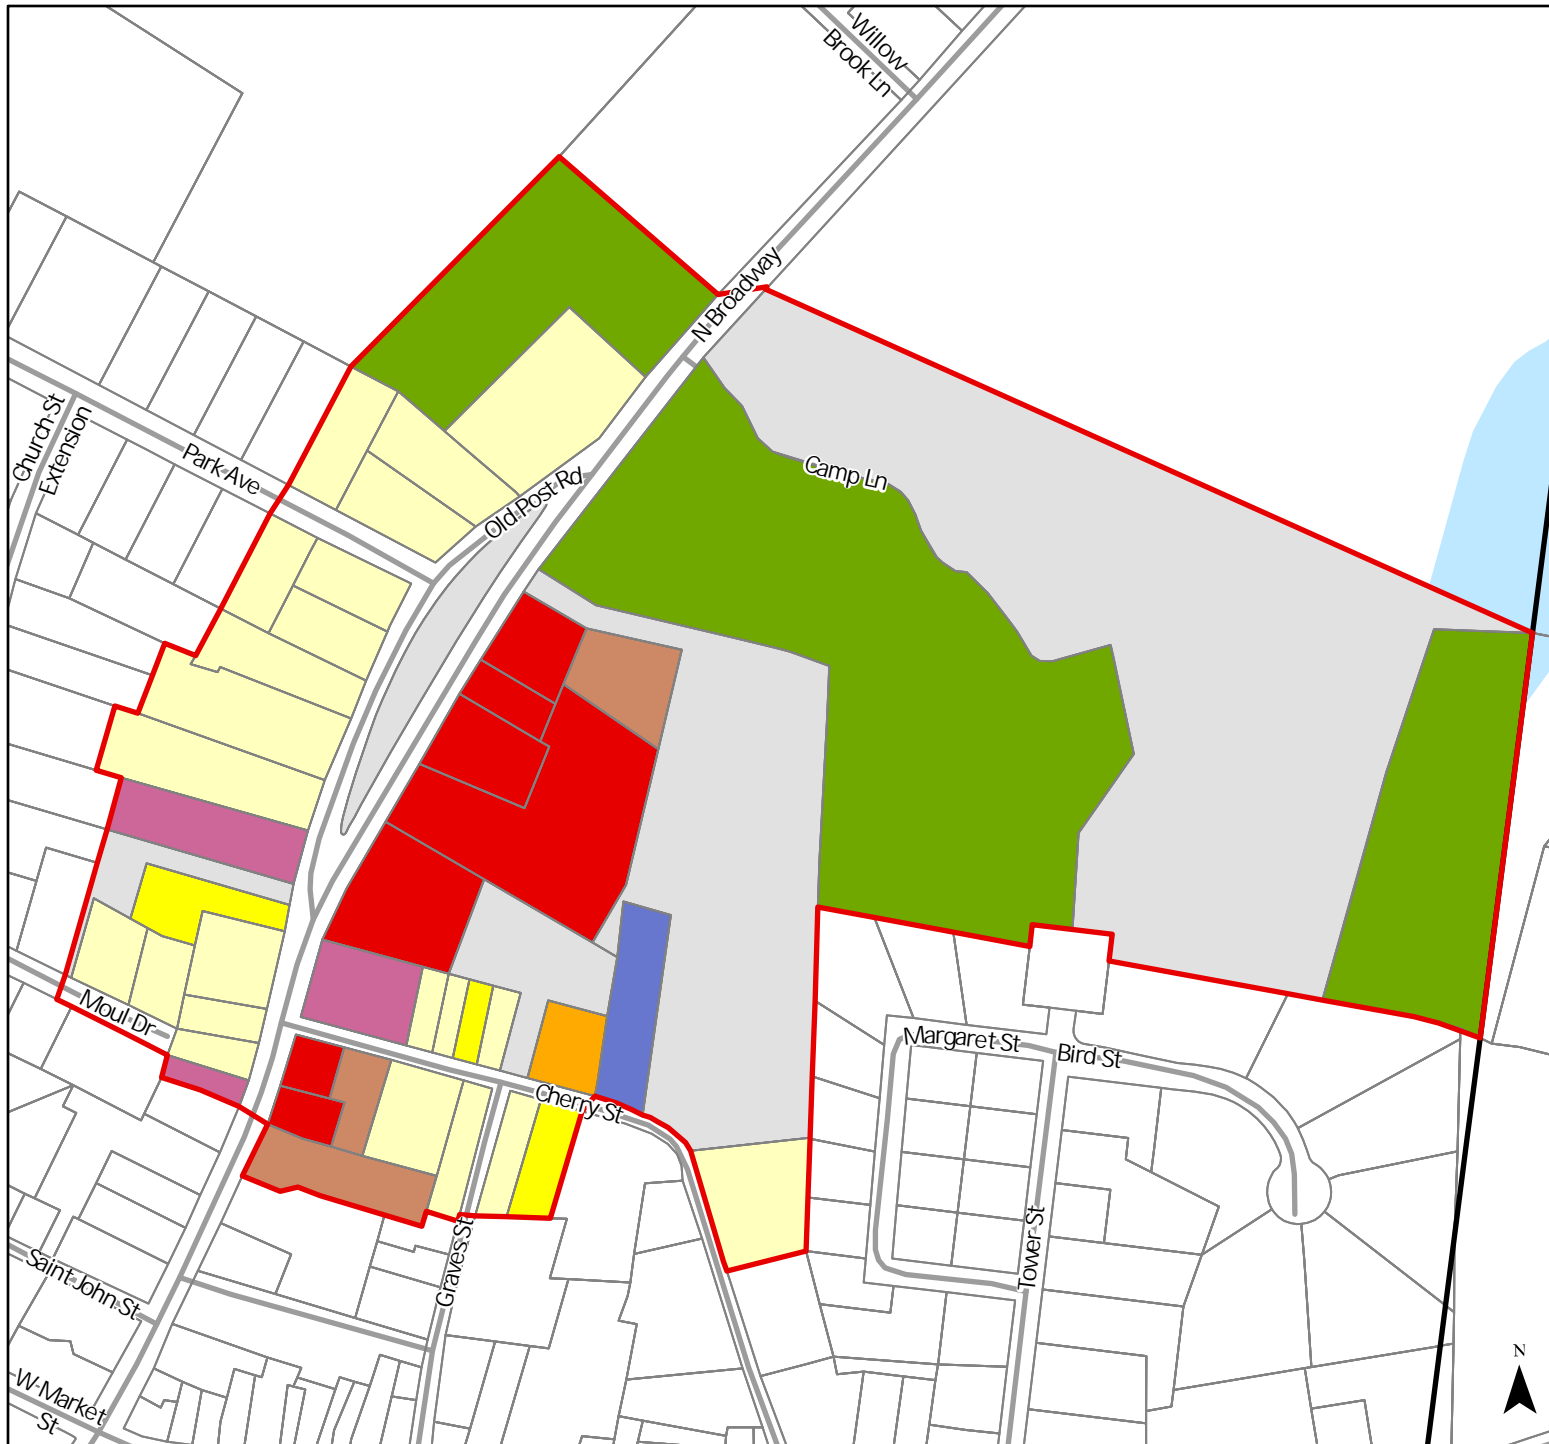 Willow
Brook Ln
N Broadway
Church St
Extension
Park Ave
Camp Ln
Old Post Rd
Moul Dr
Margaret St
Bird St
Cherry St
Tower St
Graves St
Saint John St
W Market
St
N